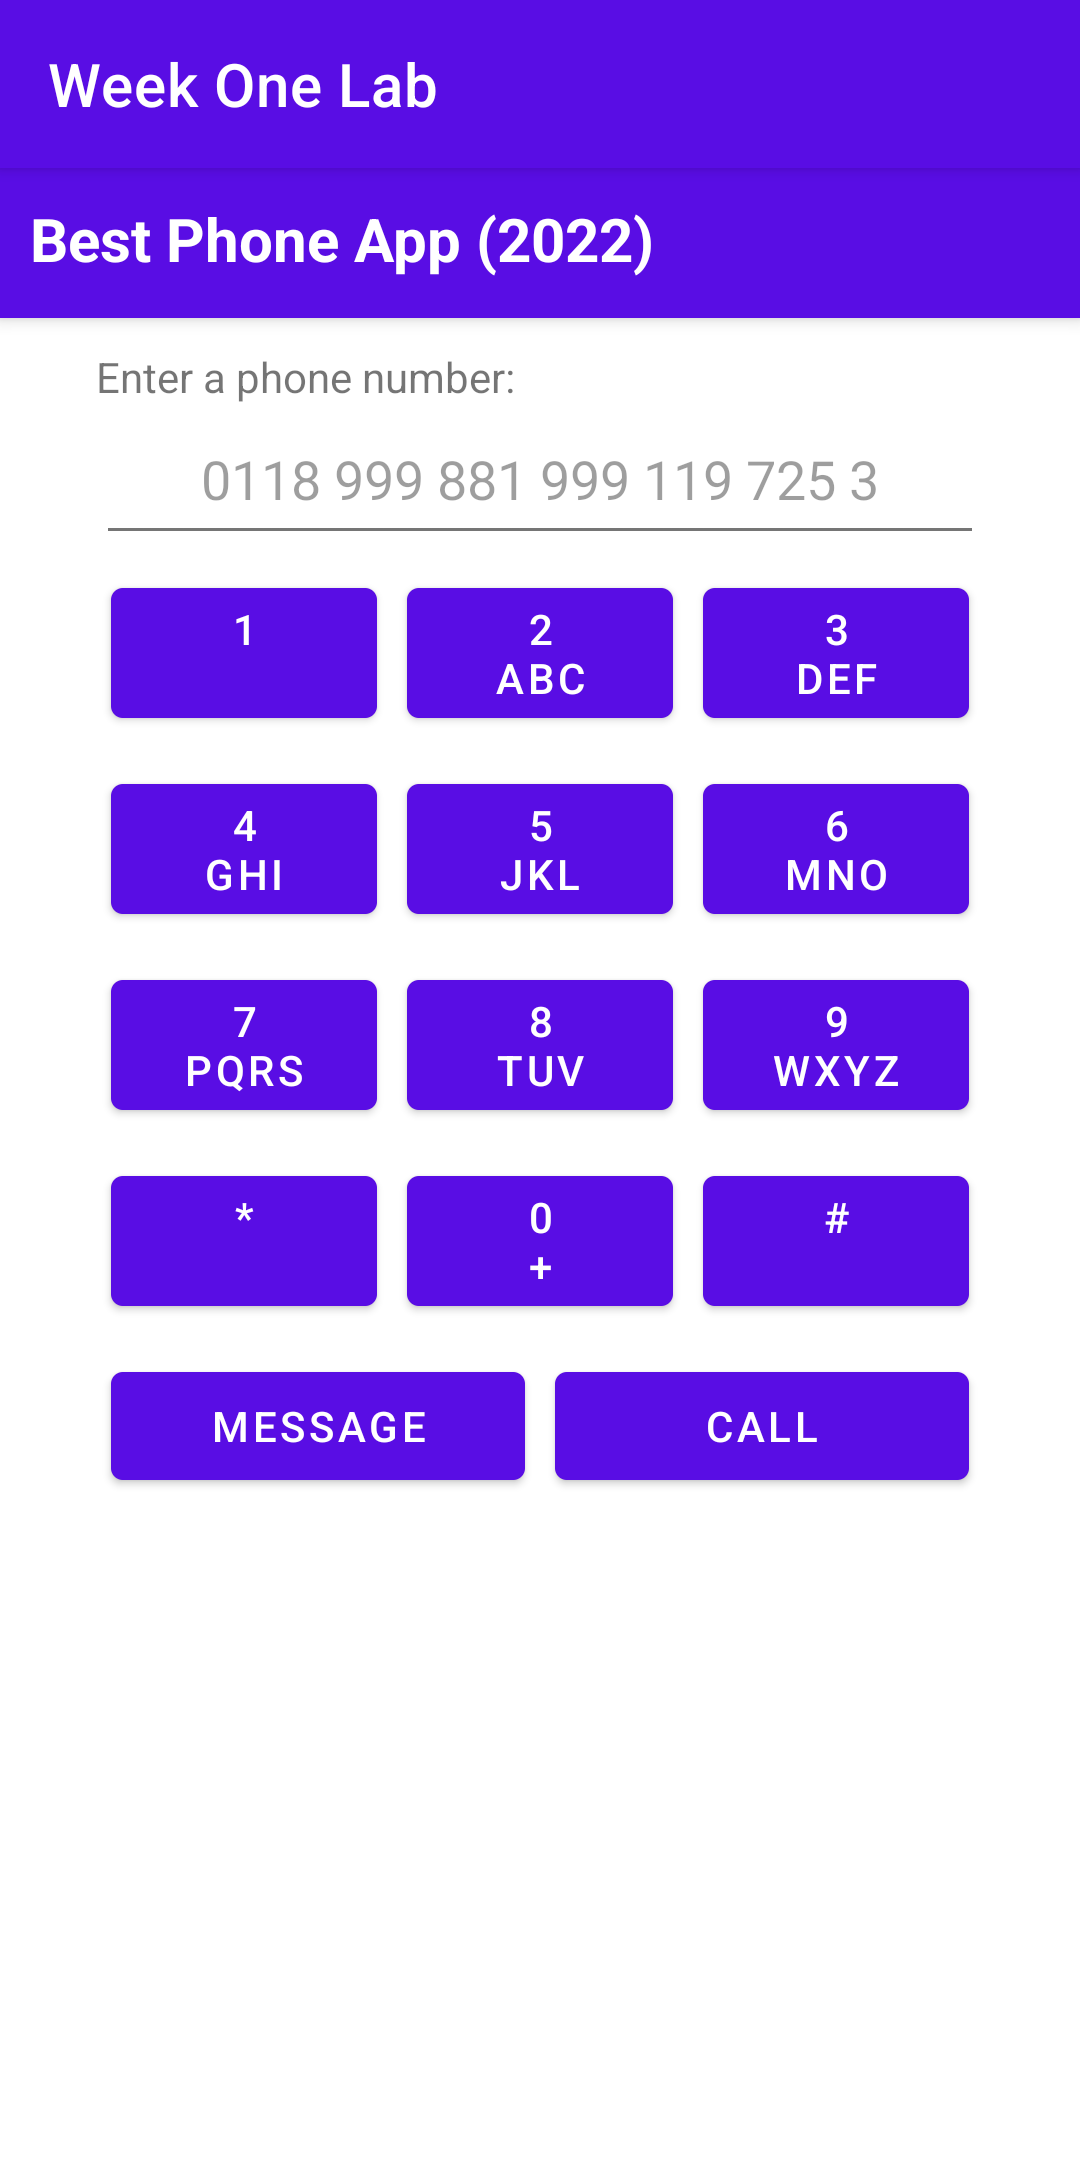 Week One Lab
Best Phone App (2022)
Enter a phone number:
0118 999 881 999 119 725 3
1 2 3
ABC DEF
4 5 6
GHI JKL MNO
7 8 9
PQRS TUV WXYZ
* 0 #
+
MESSAGE CALL